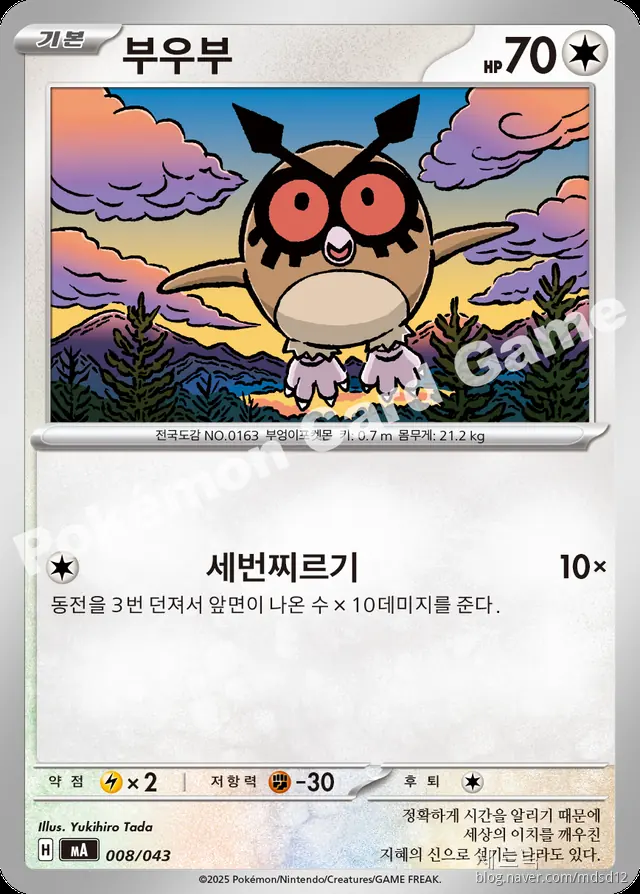 기본
부우부
HP 70
전국도감 NO.0163 부엉이포켓몬 키: 0.7 m 몸무게: 21.2 kg
세번찌르기 10×
동전을 3번 던져서 앞면이 나온 수 × 10데미지를 준다.
약점 ×2 저항력 -30 후퇴
Illus. Yukihiro Tada
정확하게 시간을 알리기 때문에
세상의 이치를 깨우친
지혜의 신으로 섬기는 나라도 있다.
H mA 008/043
©2025 Pokémon/Nintendo/Creatures/GAME FREAK.
Pokémon Card Game
blog.naver.com/mdsd12